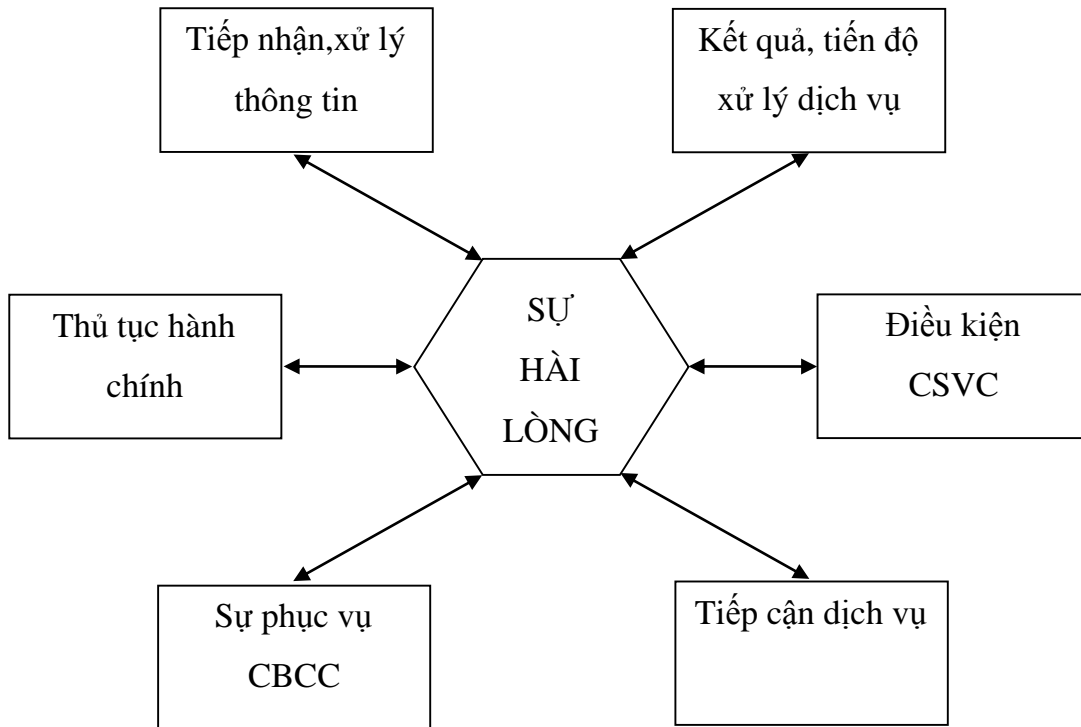 Tiếp nhận,xử lý
thông tin
Kết quả, tiến độ
xử lý dịch vụ
Thủ tục hành
chính
SỰ
HÀI
LÒNG
Điều kiện
CSVC
Sự phục vụ
CBCC
Tiếp cận dịch vụ